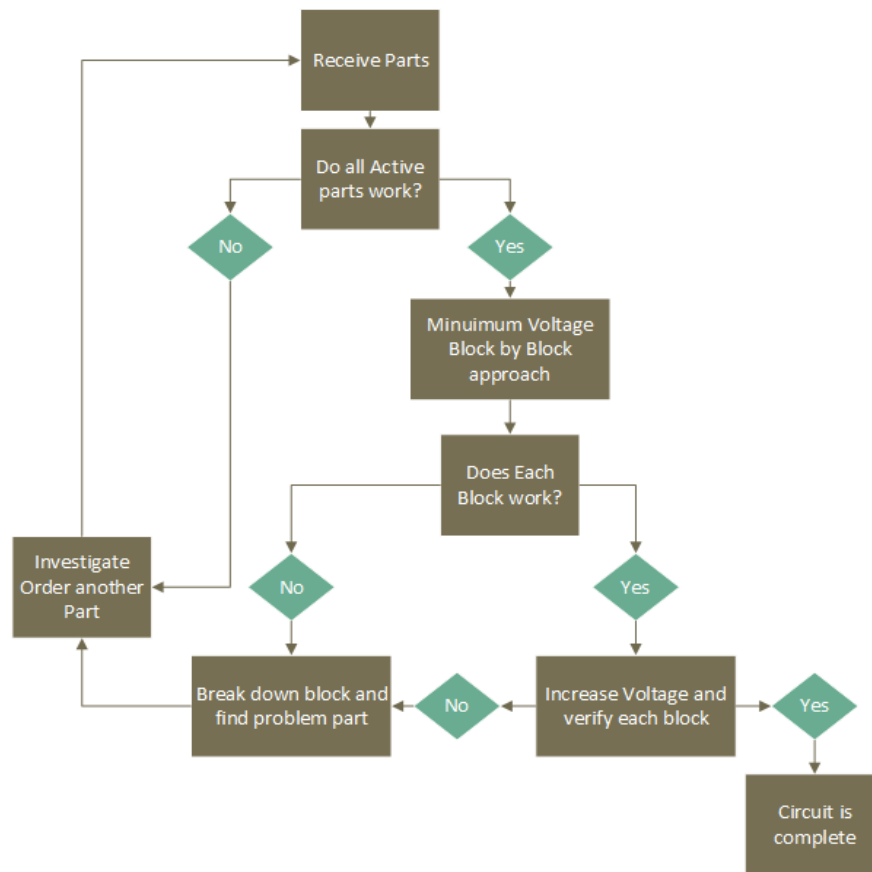 Receive Parts
Do all Active
parts work?
No
Yes
Minuimum Voltage
Block by Block
approach
Does Each
Block work?
Investigate
Order another
Part
No
Yes
Break down block and
find problem part
No
Increase Voltage and
verify each block
Yes
Circuit is
complete